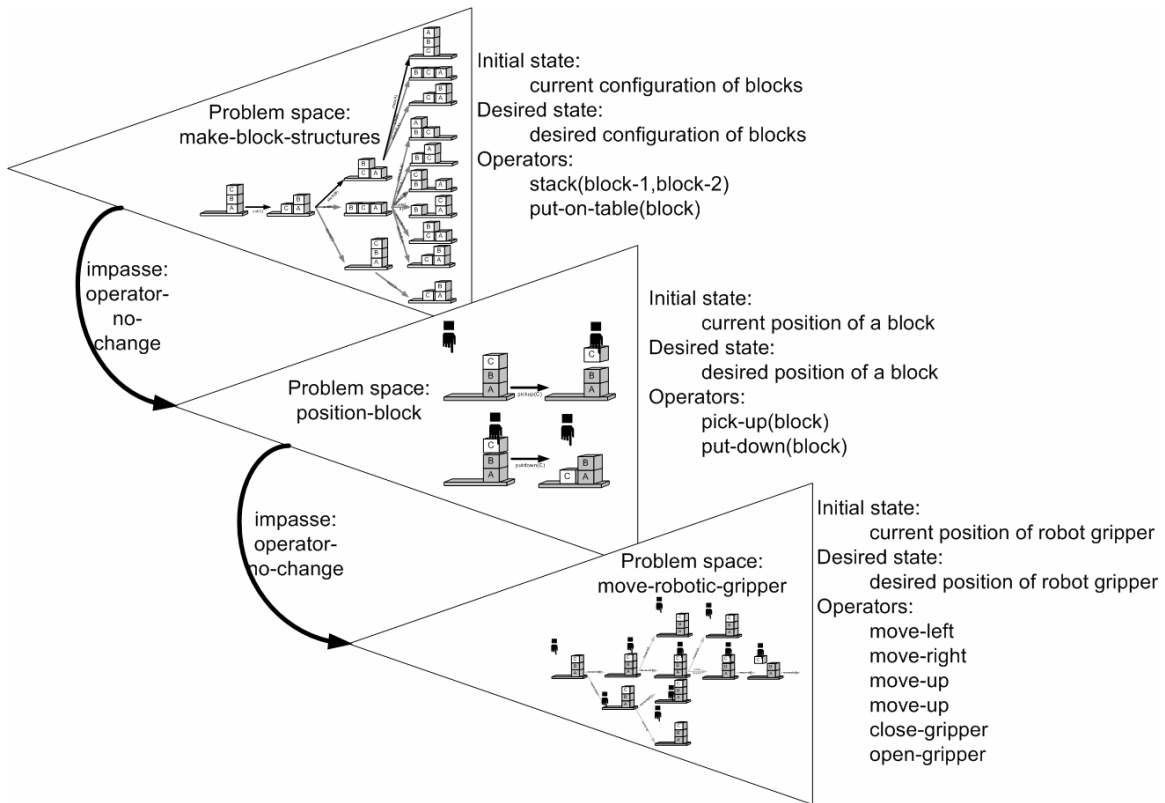 Problem space:
make-block-structures
Initial state:
current configuration of blocks
Desired state:
desired configuration of blocks
Operators:
stack(block-1,block-2)
put-on-table(block)
impasse:
operator-
no-
change
Problem space:
position-block
pickup(C)
putdown(C)
Initial state:
current position of a block
Desired state:
desired position of a block
Operators:
pick-up(block)
put-down(block)
impasse:
operator-
no-change
Problem space:
move-robotic-gripper
Initial state:
current position of robot gripper
Desired state:
desired position of robot gripper
Operators:
move-left
move-right
move-up
move-up
close-gripper
open-gripper